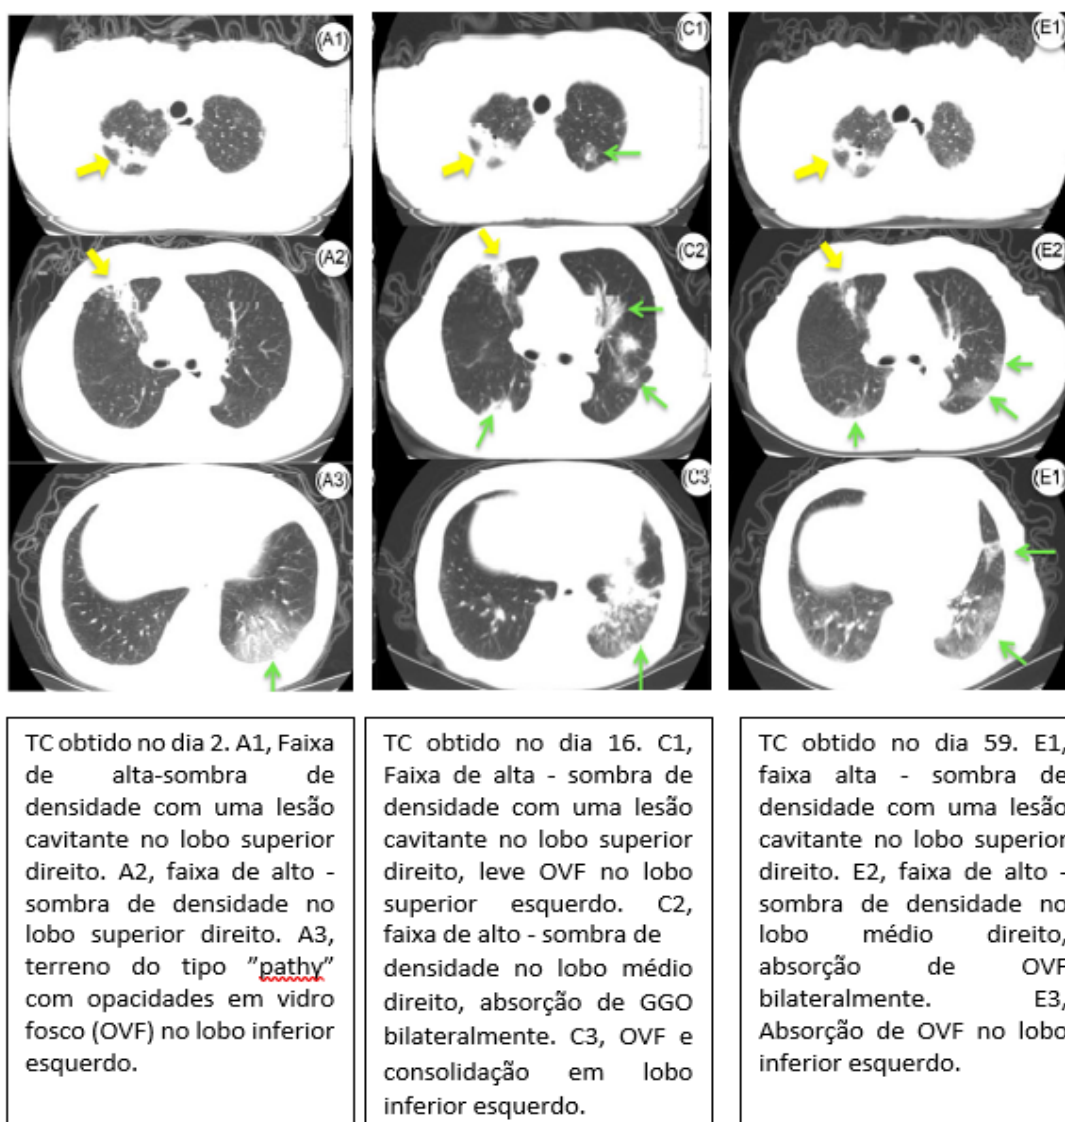 (A1)
(C1)
(E1)
(A2)
(C2)
(E2)
(A3)
(C3)
(E1)
TC obtido no dia 2. A1, Faixa
de alta-sombra de
densidade com uma lesão
cavitante no lobo superior
direito. A2, faixa de alto -
sombra de densidade no
lobo superior direito. A3,
terreno do tipo ”pathy”
com opacidades em vidro
fosco (OVF) no lobo inferior
esquerdo.
TC obtido no dia 16. C1,
Faixa de alta - sombra de
densidade com uma lesão
cavitante no lobo superior
direito, leve OVF no lobo
superior esquerdo. C2,
faixa de alto - sombra de
densidade no lobo médio
direito, absorção de GGO
bilateralmente. C3, OVF e
consolidação em lobo
inferior esquerdo.
TC obtido no dia 59. E1,
faixa alta - sombra de
densidade com uma lesão
cavitante no lobo superior
direito. E2, faixa de alto -
sombra de densidade no
lobo médio direito,
absorção de OVF
bilateralmente. E3,
Absorção de OVF no lobo
inferior esquerdo.